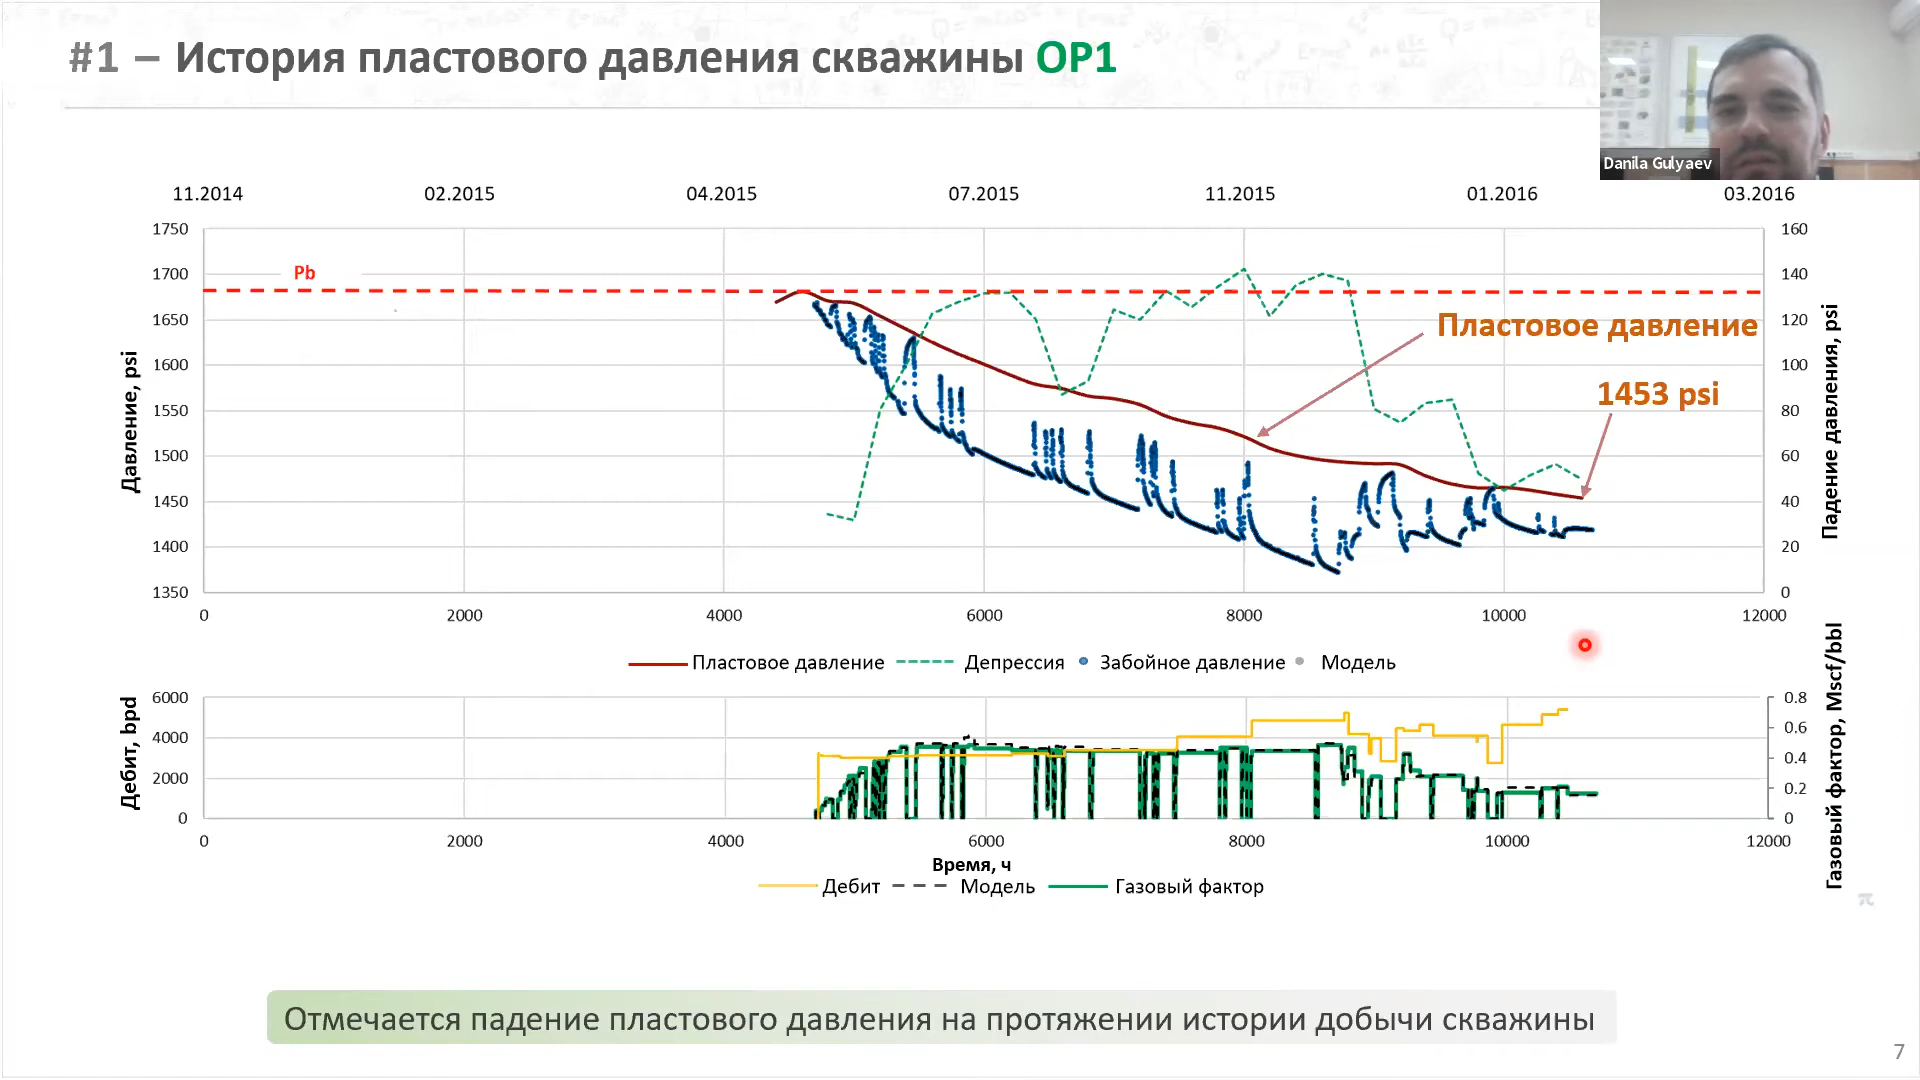 #1 – История пластового давления скважины OP1
Danila Gulyaev
11.2014 02.2015 04.2015 07.2015 11.2015 01.2016 03.2016
1750 160
Pb
1700 140
1650 120
Пластовое давление
1600 100
1453 psi
1550 80
1500 60
1450 40
1400 20
1350 0
Давление, psi
Падение давления, psi
0 2000 4000 6000 8000 10000 12000
Пластовое давление Депрессия Забойное давление Модель
6000 0.8
0.6
4000
0.4
2000
0.2
0 0
Дебит, bpd
Газовый фактор, Mscf/bbl
0 2000 4000 6000 8000 10000 12000
Время, ч
Дебит Модель Газовый фактор
π
Отмечается падение пластового давления на протяжении истории добычи скважины
7